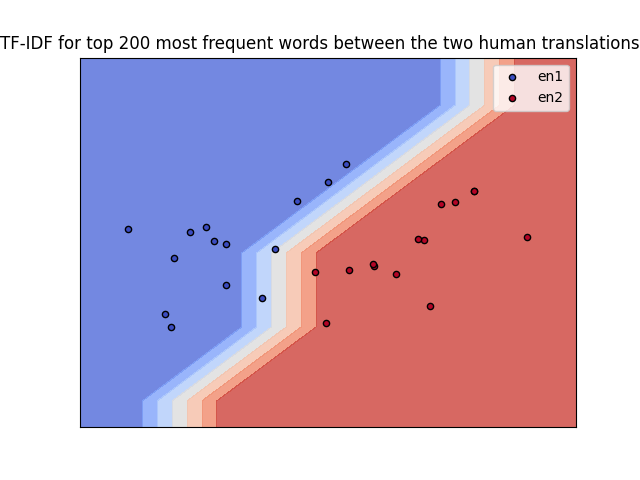 TF-IDF for top 200 most frequent words between the two human translations
en1
en2